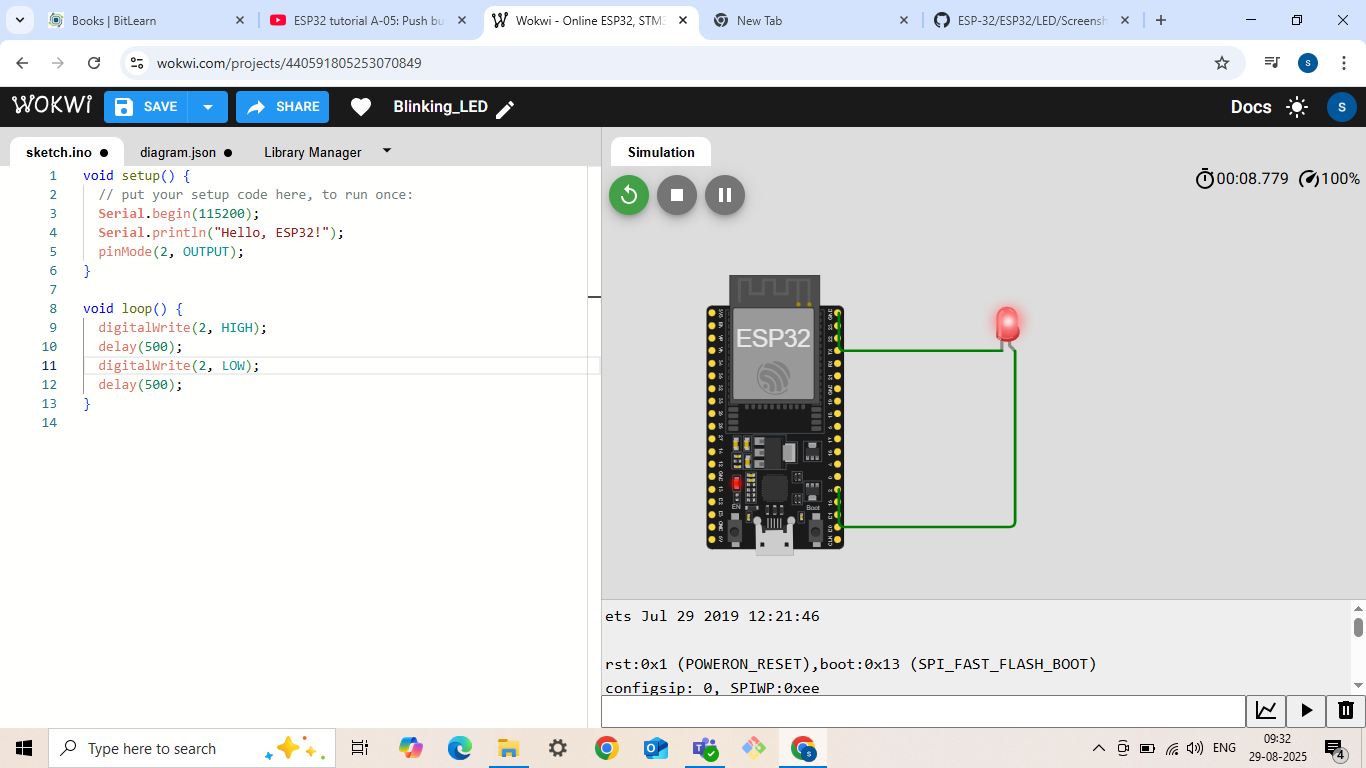 Books | BitLearn
ESP32 tutorial A-05: Push bu
Wokwi - Online ESP32, STM3
New Tab
ESP-32/ESP32/LED/Screensh
wokwi.com/projects/440591805253070849
s
WOKWi
SAVE
SHARE
Blinking_LED
Docs
S
sketch.ino
diagram.json
Library Manager
Simulation
00:08.779
100%
1 void setup() {
2 // put your setup code here, to run once:
3 Serial.begin(115200);
4 Serial.println("Hello, ESP32!");
5 pinMode(2, OUTPUT);
6 }
7
8 void loop() {
9 digitalWrite(2, HIGH);
10 delay(500);
11 digitalWrite(2, LOW);
12 delay(500);
13 }
14
ESP32
EN
Boot
ets Jul 29 2019 12:21:46
rst:0x1 (POWERON_RESET),boot:0x13 (SPI_FAST_FLASH_BOOT)
configsip: 0, SPIWP:0xee
Type here to search
ENG
09:32
29-08-2025
4